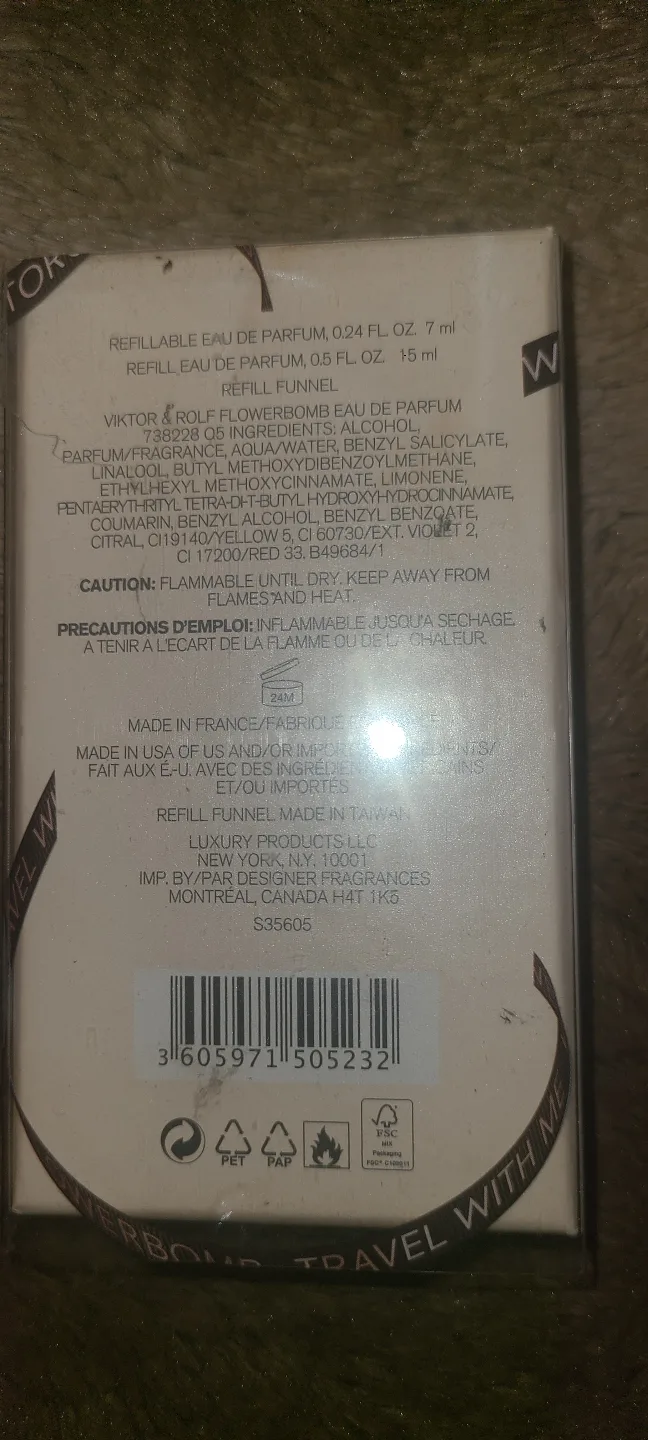 TOR
W
REFILLABLE EAU DE PARFUM, 0.24 FL. OZ. 7 ml
REFILL EAU DE PARFUM, 0.5 FL. OZ. 15 ml
REFILL FUNNEL
VIKTOR & ROLF FLOWERBOMB EAU DE PARFUM
738228 Q5 INGREDIENTS: ALCOHOL,
PARFUM/FRAGRANCE, AQUA/WATER, BENZYL SALICYLATE,
LINALOOL, BUTYL METHOXYDIBENZOYLMETHANE,
ETHYLHEXYL METHOXYCINNAMATE, LIMONENE,
PENTAERYTHRITYL TETRA-DI-T-BUTYL HYDROXYHYDROCINNAMATE,
COUMARIN, BENZYL ALCOHOL, BENZYL BENZOATE,
CITRAL, CI19140/YELLOW 5, CI 60730/EXT. VIOLET 2,
CI 17200/RED 33. B49684/1
CAUTION: FLAMMABLE UNTIL DRY. KEEP AWAY FROM
FLAMES AND HEAT.
PRECAUTIONS D'EMPLOI: INFLAMMABLE JUSQU'A SECHAGE.
A TENIR A L'ECART DE LA FLAMME OU DE LA CHALEUR.
24M
MADE IN FRANCE/FABRIQUE
MADE IN USA OF US AND/OR
FAIT AUX É.-U. AVEC DES
ET/OU IMPORTÉS
REFILL FUNNEL MADE IN TAIWAN
LUXURY PRODUCTS LLC
NEW YORK, N.Y. 10001
IMP. BY/PAR DESIGNER FRAGRANCES
MONTRÉAL, CANADA H4T 1K5
S35605
3 605971 505232
PET
PAP
FSC
MIX
Packaging
TRAVEL WITH ME